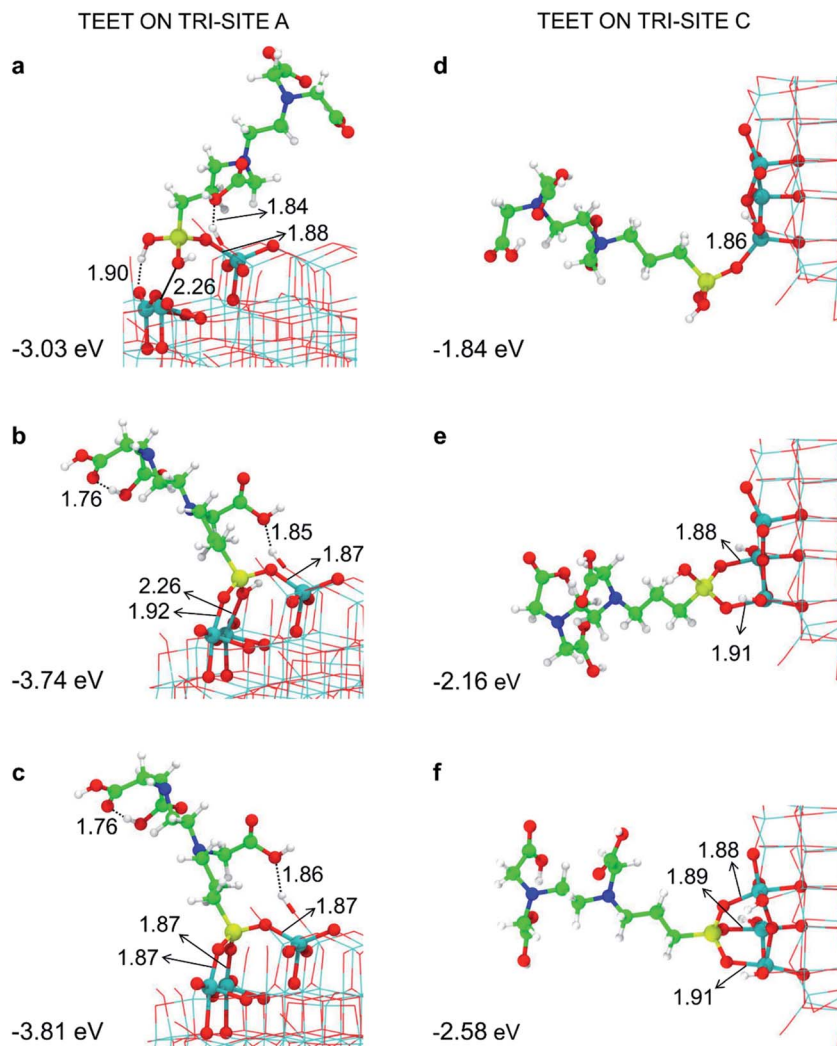 TEET ON TRI-SITE A
TEET ON TRI-SITE C
a
1.84
1.88
1.90
2.26
-3.03 eV
d
1.86
-1.84 eV
b
1.76
1.85
1.87
2.26
1.92
-3.74 eV
e
1.88
1.91
-2.16 eV
c
1.76
1.86
1.87
1.87
1.87
-3.81 eV
f
1.88
1.89
1.91
-2.58 eV